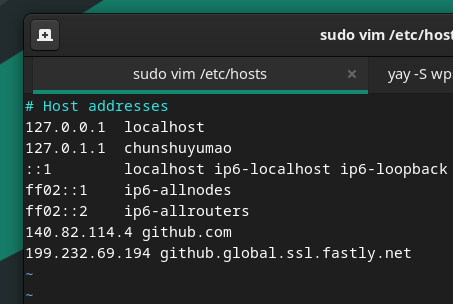 sudo vim /etc/host
sudo vim /etc/hosts × yay -S wp
# Host addresses
127.0.0.1 localhost
127.0.1.1 chunshuyumao
::1 localhost ip6-localhost ip6-loopback
ff02::1 ip6-allnodes
ff02::2 ip6-allrouters
140.82.114.4 github.com
199.232.69.194 github.global.ssl.fastly.net
~
~